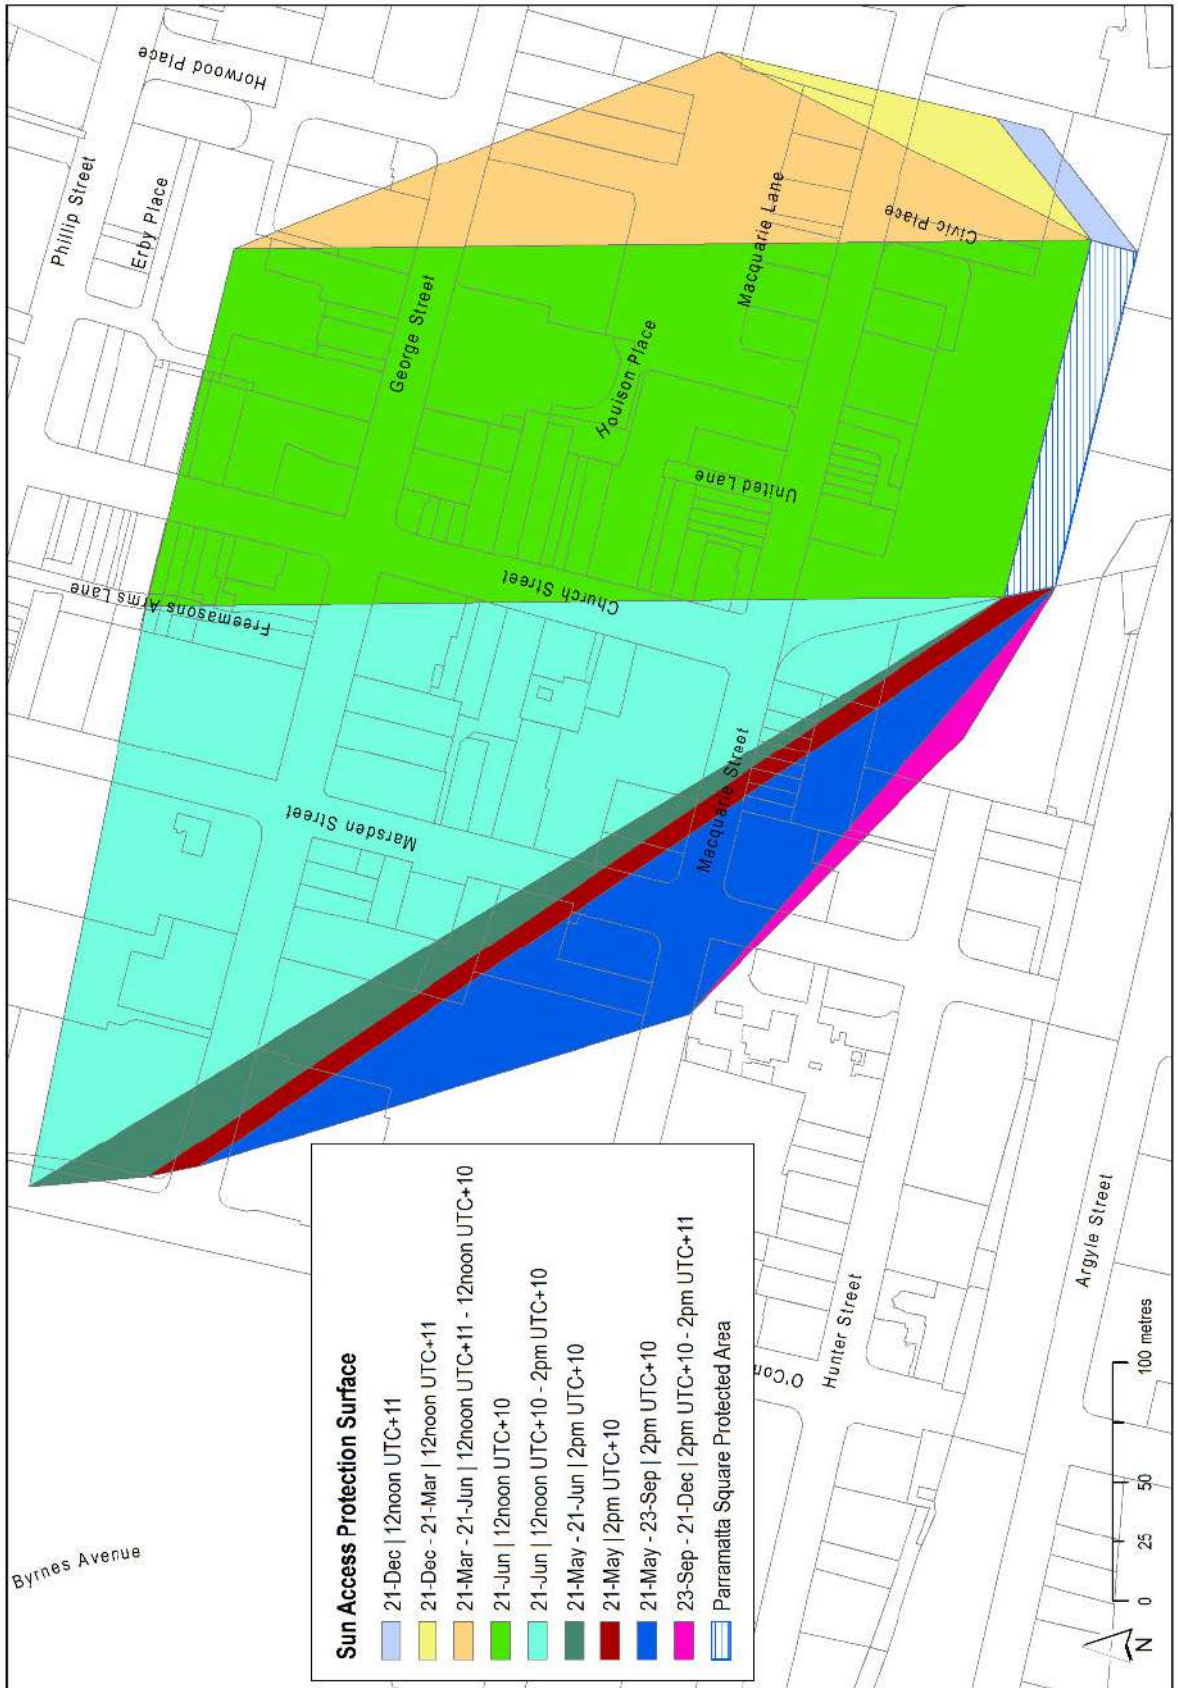 Phillip Street
Horwood Place
Erby Place
George Street
Macquarie Lane
Civic Place
Houison Place
United Lane
Church Street
Freemasons Arms Lane
Marsden Street
Macquarie Street
Byrnes Avenue
O'Con
Hunter Street
Argyle Street
Sun Access Protection Surface
21-Dec | 12noon UTC+11
21-Dec - 21-Mar | 12noon UTC+11
21-Mar - 21-Jun | 12noon UTC+11 - 12noon UTC+10
21-Jun | 12noon UTC+10
21-Jun | 12noon UTC+10 - 2pm UTC+10
21-May - 21-Jun | 2pm UTC+10
21-May | 2pm UTC+10
21-May - 23-Sep | 2pm UTC+10
23-Sep - 21-Dec | 2pm UTC+10 - 2pm UTC+11
Parramatta Square Protected Area
N
0 25 50 100 metres